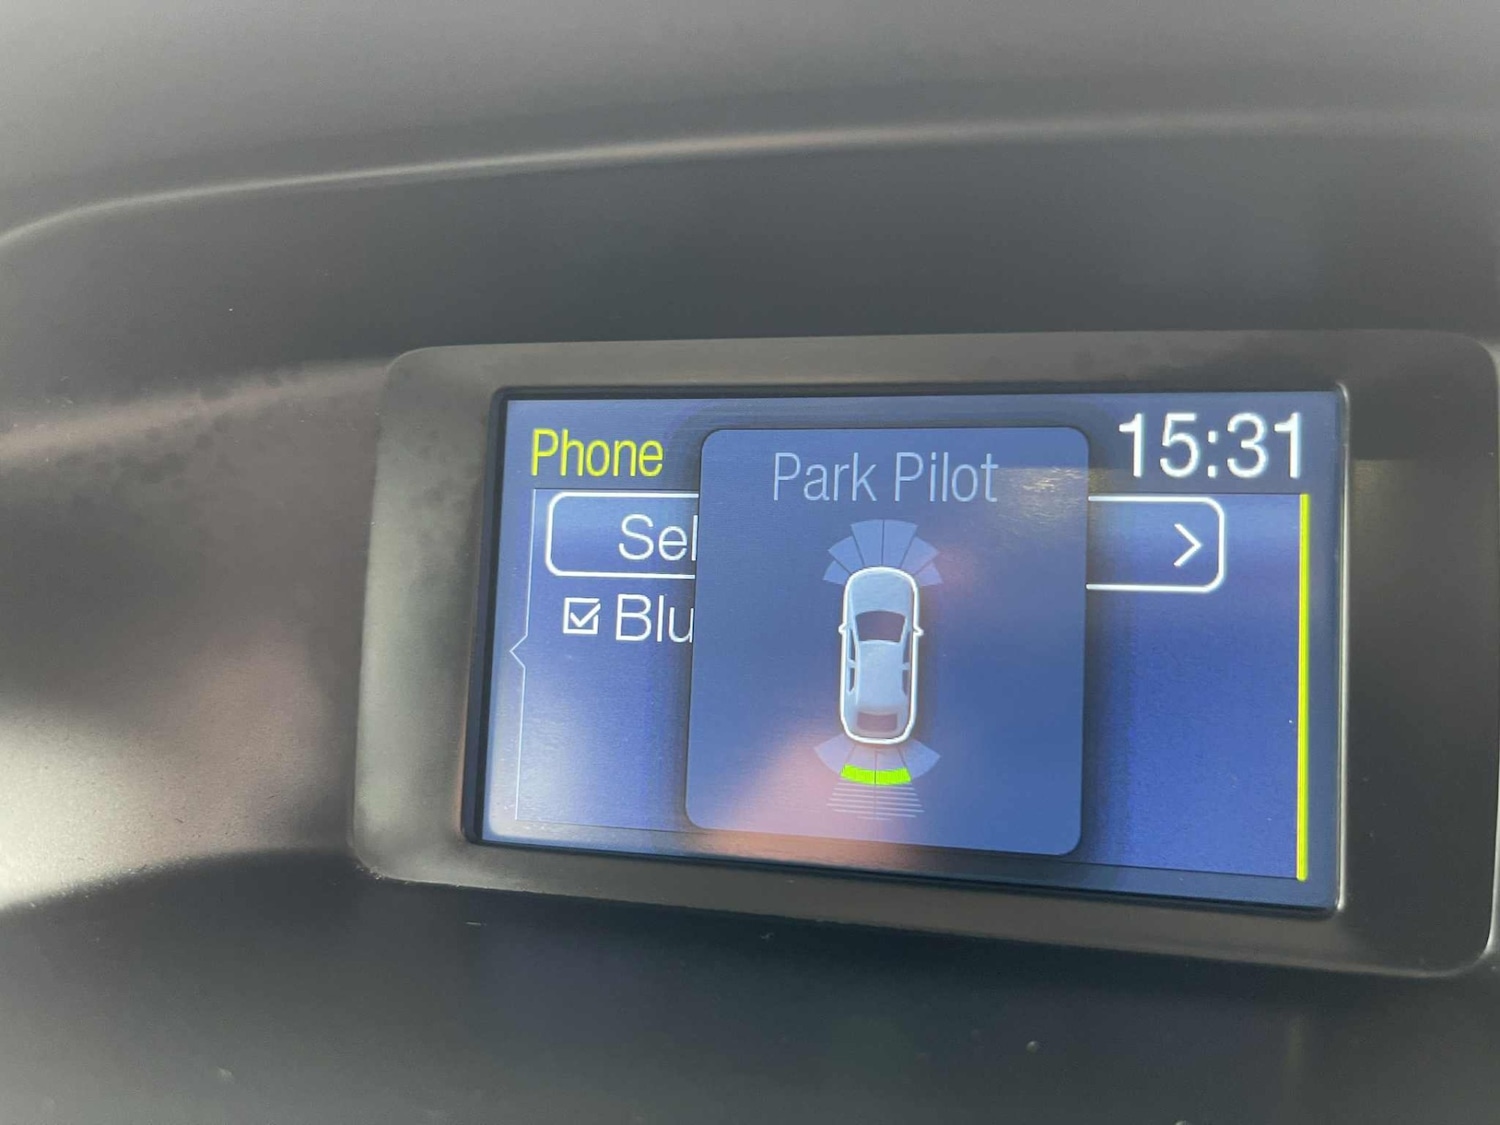 Phone
15:31
Park Pilot
Sel
Blu